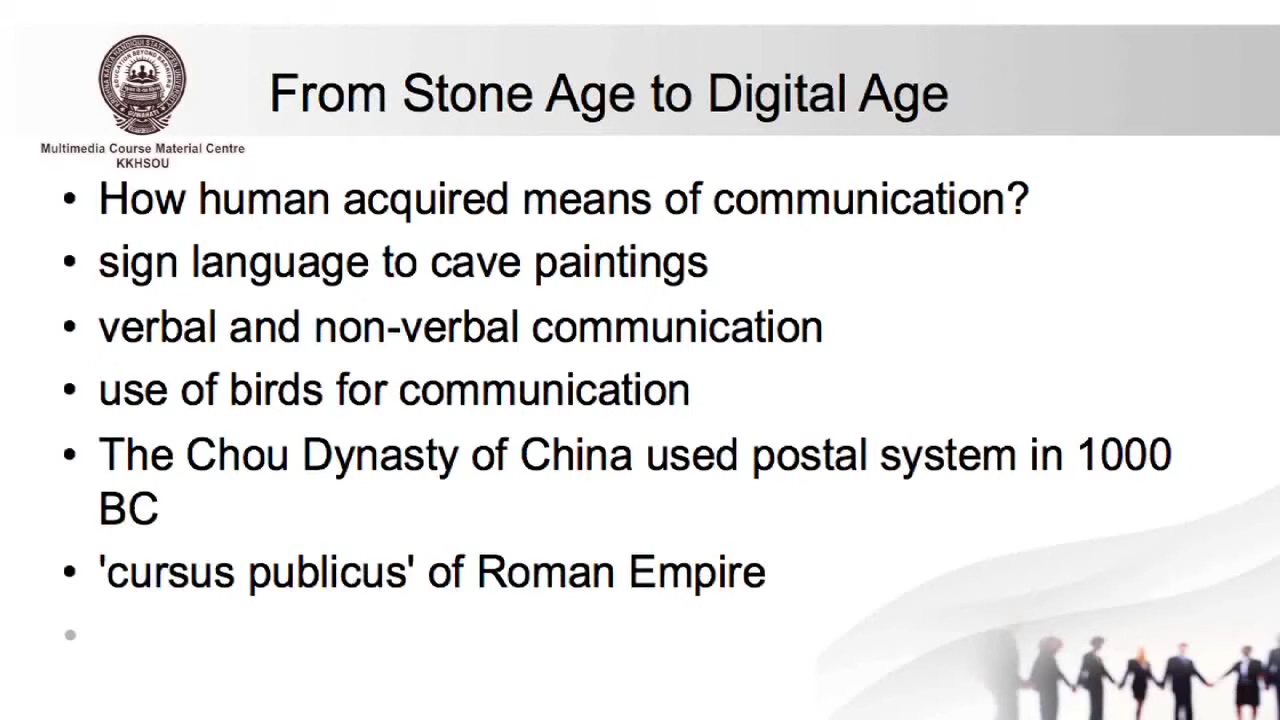 From Stone Age to Digital Age
Multimedia Course Material Centre
KKHSOU
• How human acquired means of communication?
• sign language to cave paintings
• verbal and non-verbal communication
• use of birds for communication
• The Chou Dynasty of China used postal system in 1000
BC
• 'cursus publicus' of Roman Empire
•